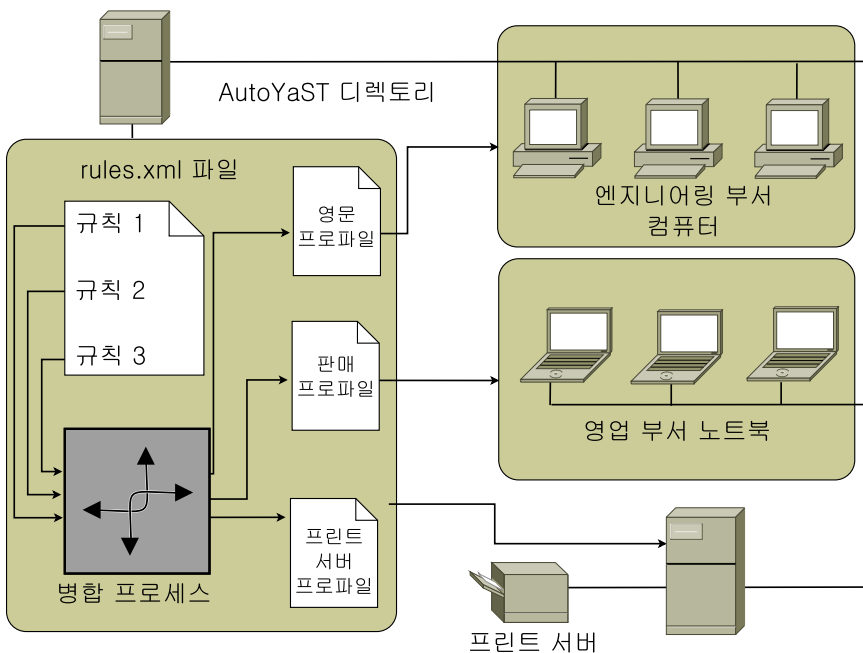 AutoYaST 디렉토리
rules.xml 파일
규칙 1
규칙 2
규칙 3
병합 프로세스
영문
프로파일
판매
프로파일
프린트
서버
프로파일
엔지니어링 부서
컴퓨터
영업 부서 노트북
프린트 서버